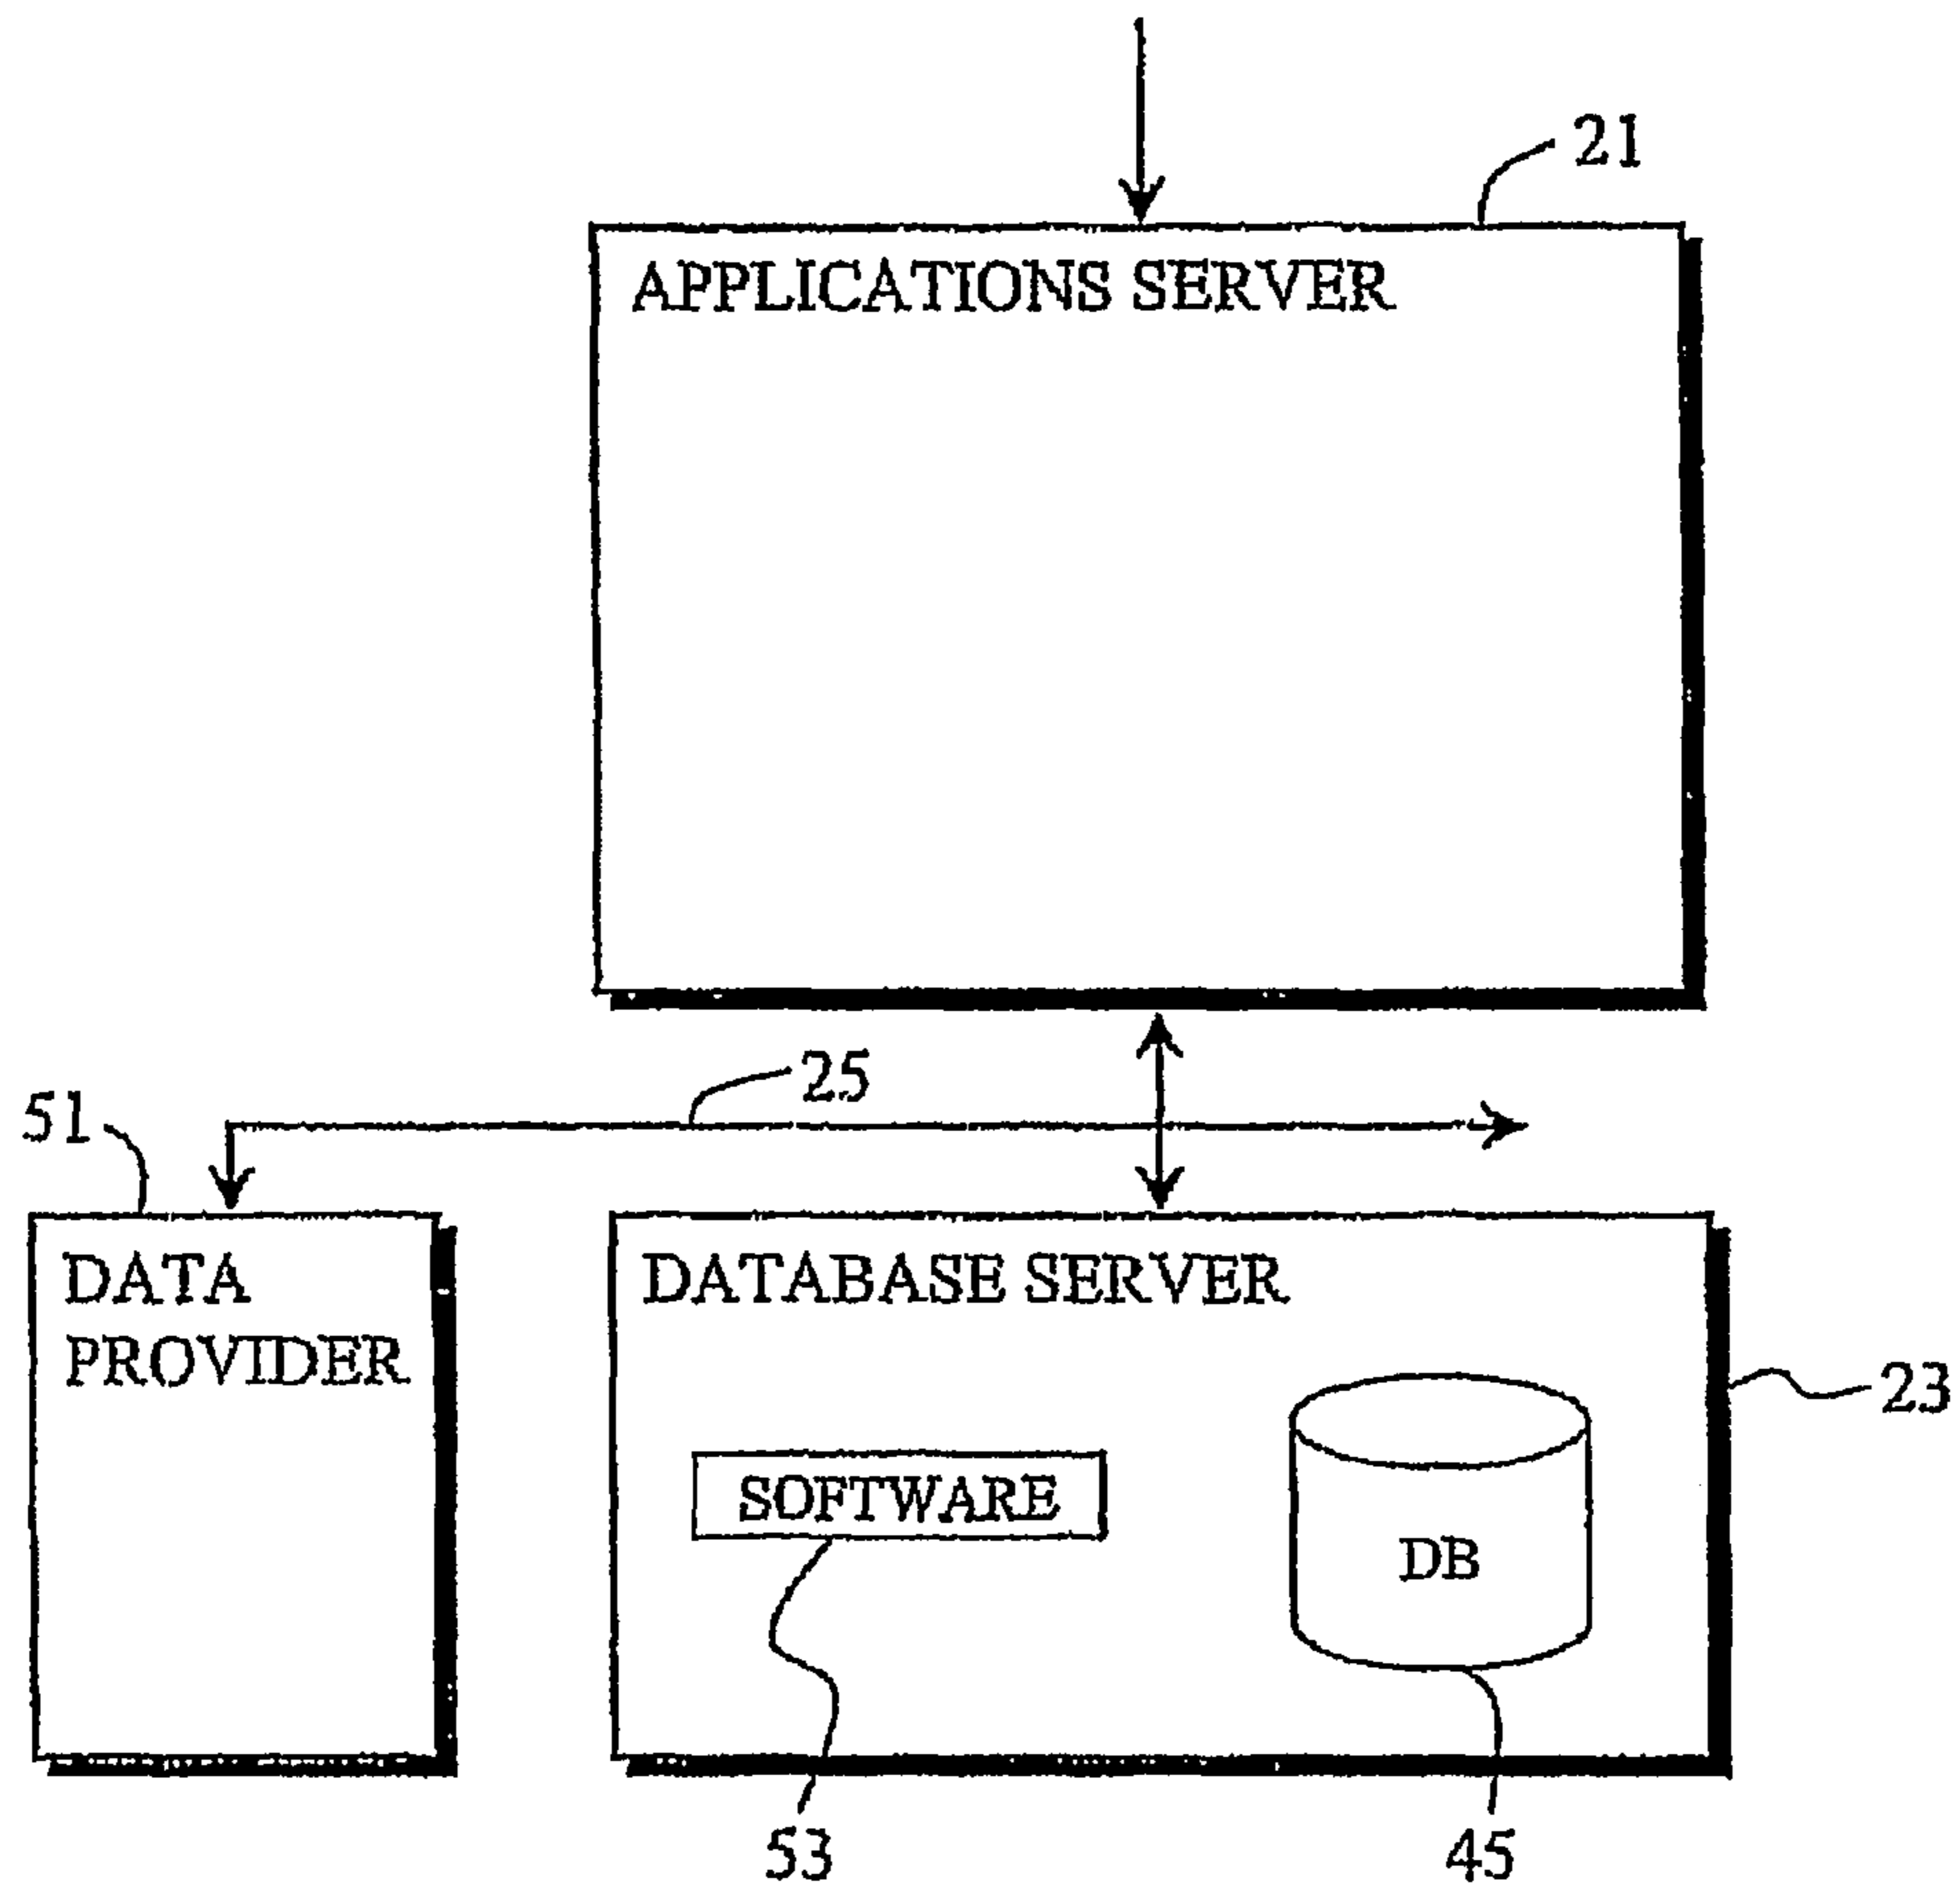 21
APPLICATIONS SERVER
25
51
DATA
PROVIDER
DATABASE SERVER
23
SOFTWARE
DB
53
45